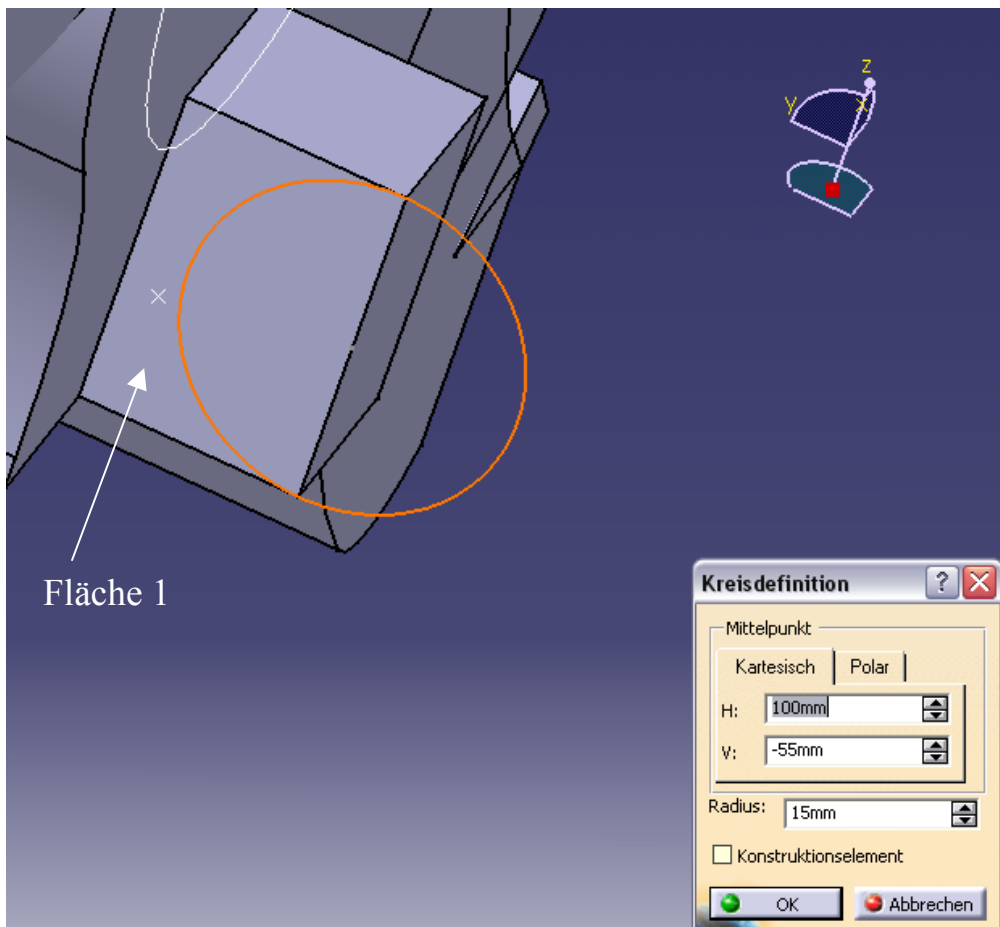 z
y
x
Fläche 1
Kreisdefinition
Mittelpunkt
Kartesisch Polar
H: 100mm
V: -55mm
Radius: 15mm
Konstruktionselement
OK Abbrechen